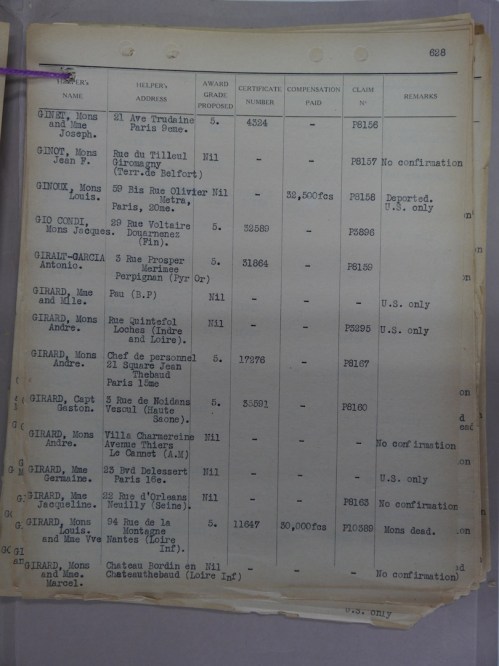 628
HELPER's NAME HELPER's ADDRESS AWARD GRADE PROPOSED CERTIFICATE NUMBER COMPENSATION PAID CLAIM Nº REMARKS
GINET, Mons 21 Ave Trudaine 5. 4324 - P8156
and Mme Paris 9eme.
Joseph.
GINOT, Mons Rue du Tilleul Nil - - P8157 No confirmation
Jean F. Giromagny
(Terr.de Belfort)
GINOUX, Mons 59 Bis Rue Olivier Nil - 32,500fcs P8158 Deported.
Louis. Metra, U.S. only
Paris, 20me.
GIO CONDI, 29 Rue Voltaire 5. 32589 - P3896
Mons Jacques. Douarnenez
(Fin).
GIRALT-GARCIA 3 Rue Prosper 5. 31864 - P8159
Antonio. Merimee
Perpignan (Pyr Or)
GIRARD, Mme Pau (B.P) Nil - - - U.S. only
and Mlle.
GIRARD, Mons Rue Quintefol Nil - - P3295 U.S. only
Andre. Loches (Indre
and Loire).
GIRARD, Mons Chef de personnel 5. 17276 - P8167
Andre. 21 Square Jean
Thebaud
Paris 15me
GIRARD, Capt 3 Rue de Noidans 5. 33591 - P8160
Gaston. Vesoul (Haute
Saone).
GIRARD, Mons Villa Charmereine Nil - - - No confirmation
Andre. Avenue Thiers
Le Cannet (A.M)
GIRARD, Mme 23 Bvd Delessert Nil - - - U.S. only
Germaine. Paris 16e.
GIRARD, Mme 22 Rue d'Orleans Nil - - P8163 No confirmation
Jacqueline. Neuilly (Seine).
GIRARD, Mons 94 Rue de la 5. 11647 30,000fcs P10389 Mons dead.
Louis. Montagne
and Mme Vve Nantes (Loire
Inf).
GIRARD, Mons Chateau Bordin en Nil - - - No confirmation)
and Mme. Chateauthebaud (Loire Inf)
Marcel.
U.S. only